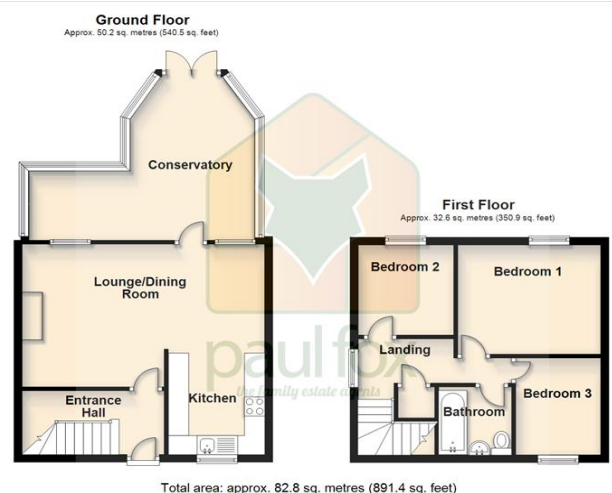 Ground Floor
Approx. 50.2 sq. metres (540.5 sq. feet)
Conservatory
Lounge/Dining
Room
Entrance
Hall
Kitchen
First Floor
Approx. 32.6 sq. metres (350.9 sq. feet)
Bedroom 2
Bedroom 1
Landing
Bathroom
Bedroom 3
paulfox
the family estate agents
Total area: approx. 82.8 sq. metres (891.4 sq. feet)